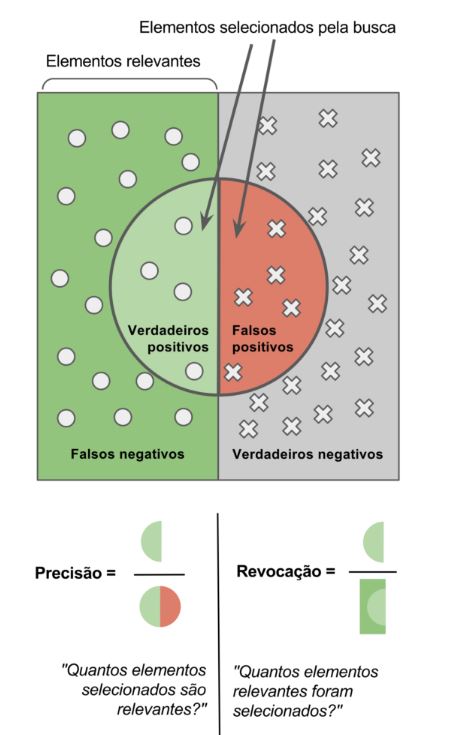 Elementos selecionados pela busca
Elementos relevantes
Verdadeiros
positivos
Falsos
positivos
Falsos negativos
Verdadeiros negativos
Precisão =
Revocação =
"Quantos elementos
selecionados são
relevantes?"
"Quantos elementos
relevantes foram
selecionados?"